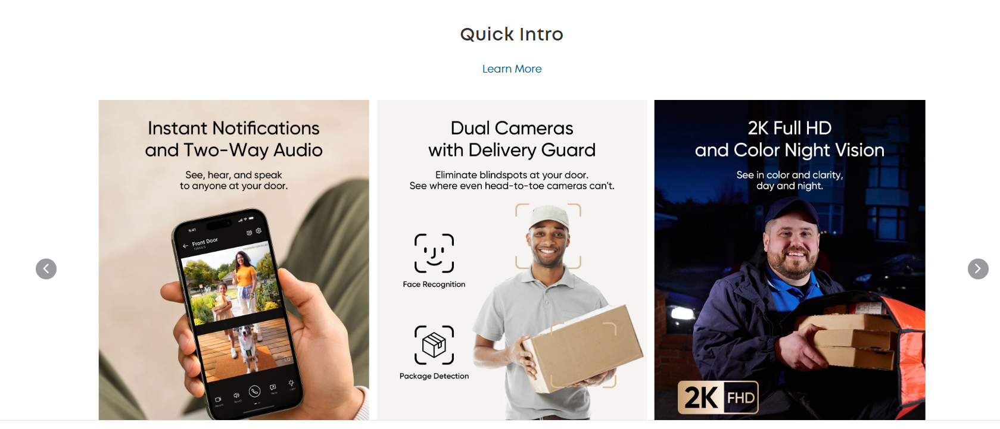 Quick Intro
Learn More
Instant Notifications
and Two-Way Audio
See, hear, and speak
to anyone at your door.
9:41
Front Door
Dual Cameras
with Delivery Guard
Eliminate blindspots at your door.
See where even head-to-toe cameras can't.
Face Recognition
Package Detection
2K Full HD
and Color Night Vision
See in color and clarity,
day and night.
2K FHD